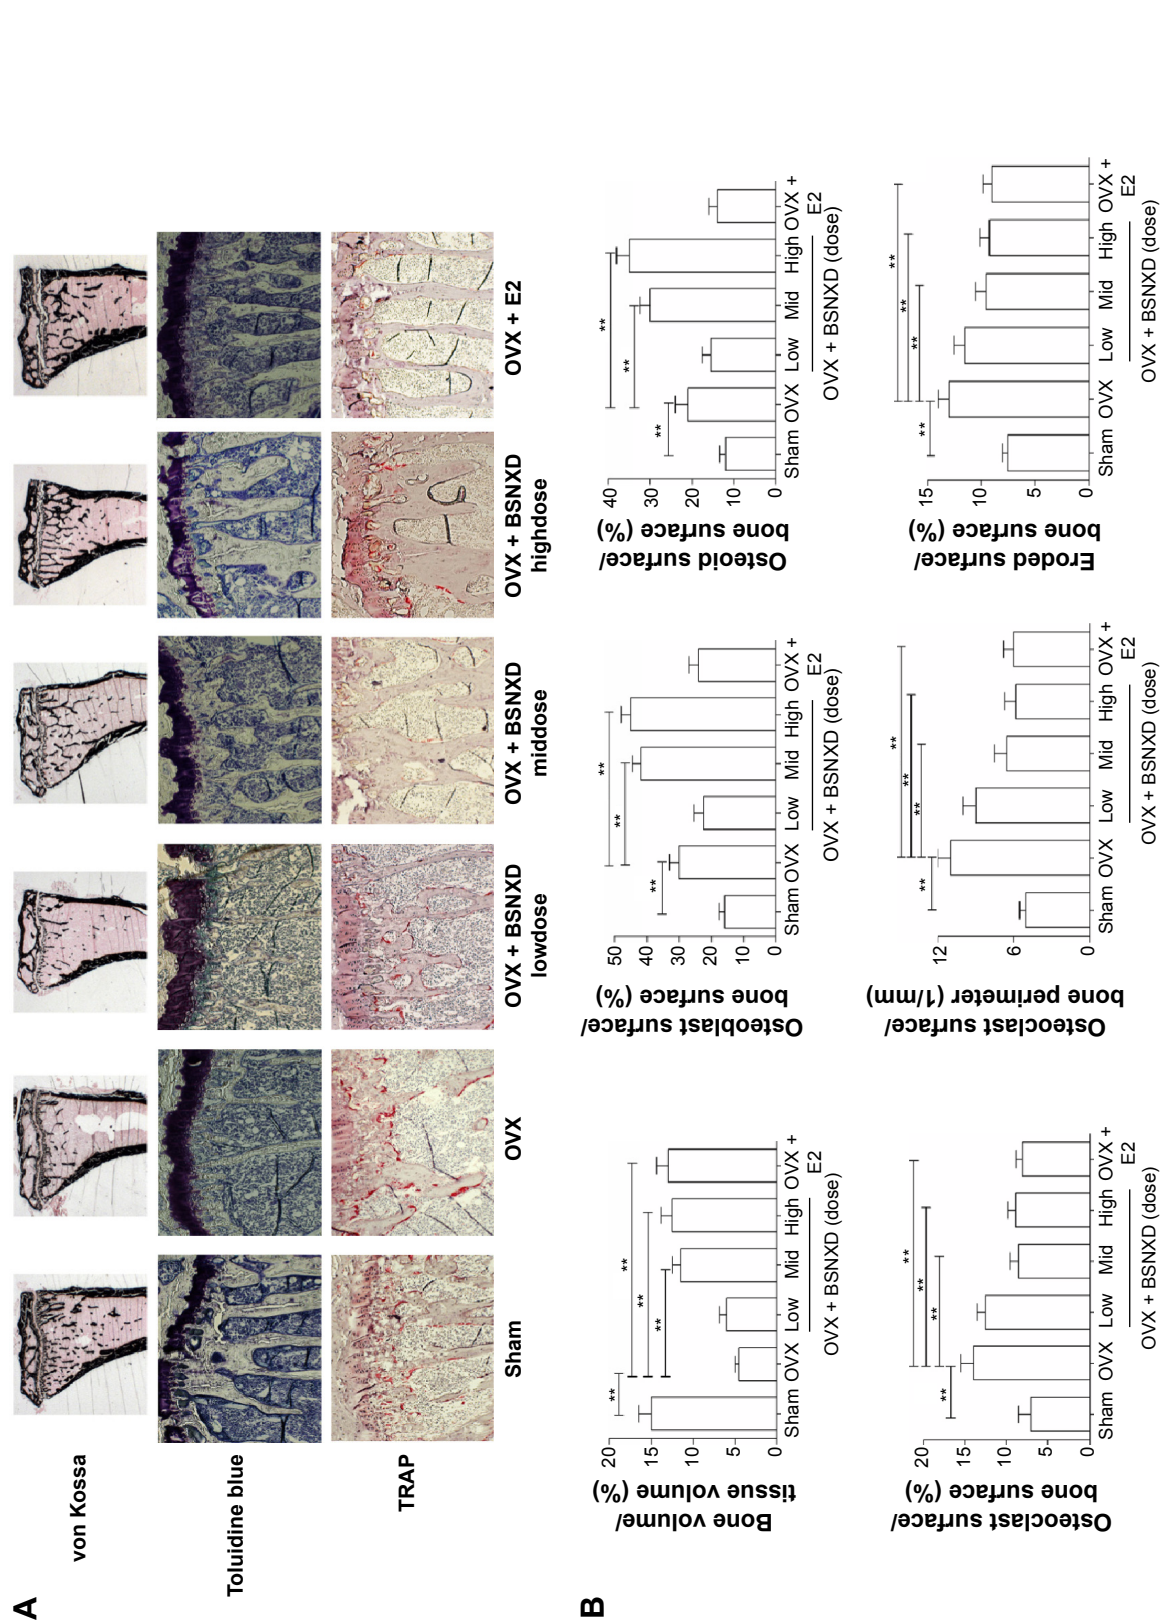 A
von Kossa
Toluidine blue
TRAP
Sham
OVX
OVX + BSNXD
lowdose
OVX + BSNXD
middose
OVX + BSNXD
highdose
OVX + E2
B
Bone volume/
tissue volume (%)
20
15
10
5
0
**
**
**
**
Sham
OVX
Low
Mid
High
OVX +
E2
OVX + BSNXD (dose)
Osteoblast surface/
bone surface (%)
50
40
30
20
10
0
**
**
**
Sham
OVX
Low
Mid
High
OVX +
E2
OVX + BSNXD (dose)
Osteoid surface/
bone surface (%)
40
30
20
10
0
**
**
**
Sham
OVX
Low
Mid
High
OVX +
E2
OVX + BSNXD (dose)
Osteoclast surface/
bone surface (%)
20
15
10
5
0
**
**
**
**
Sham
OVX
Low
Mid
High
OVX +
E2
OVX + BSNXD (dose)
Osteoclast surface/
bone perimeter (1/mm)
12
6
0
**
**
**
**
Sham
OVX
Low
Mid
High
OVX +
E2
OVX + BSNXD (dose)
Eroded surface/
bone surface (%)
15
10
5
0
**
**
**
**
Sham
OVX
Low
Mid
High
OVX +
E2
OVX + BSNXD (dose)